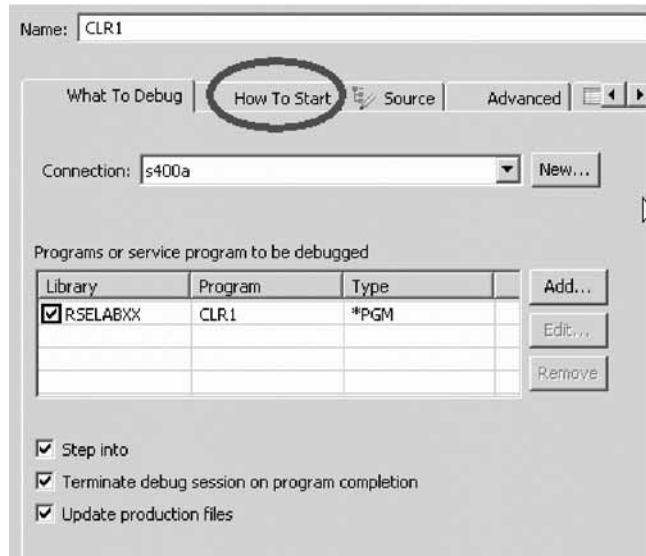 Name: CLR1
What To Debug How To Start Source Advanced
Connection: s400a New...
Programs or service program to be debugged
Library Program Type Add...
RSELABXX CLR1 *PGM
Edit...
Remove
Step into
Terminate debug session on program completion
Update production files